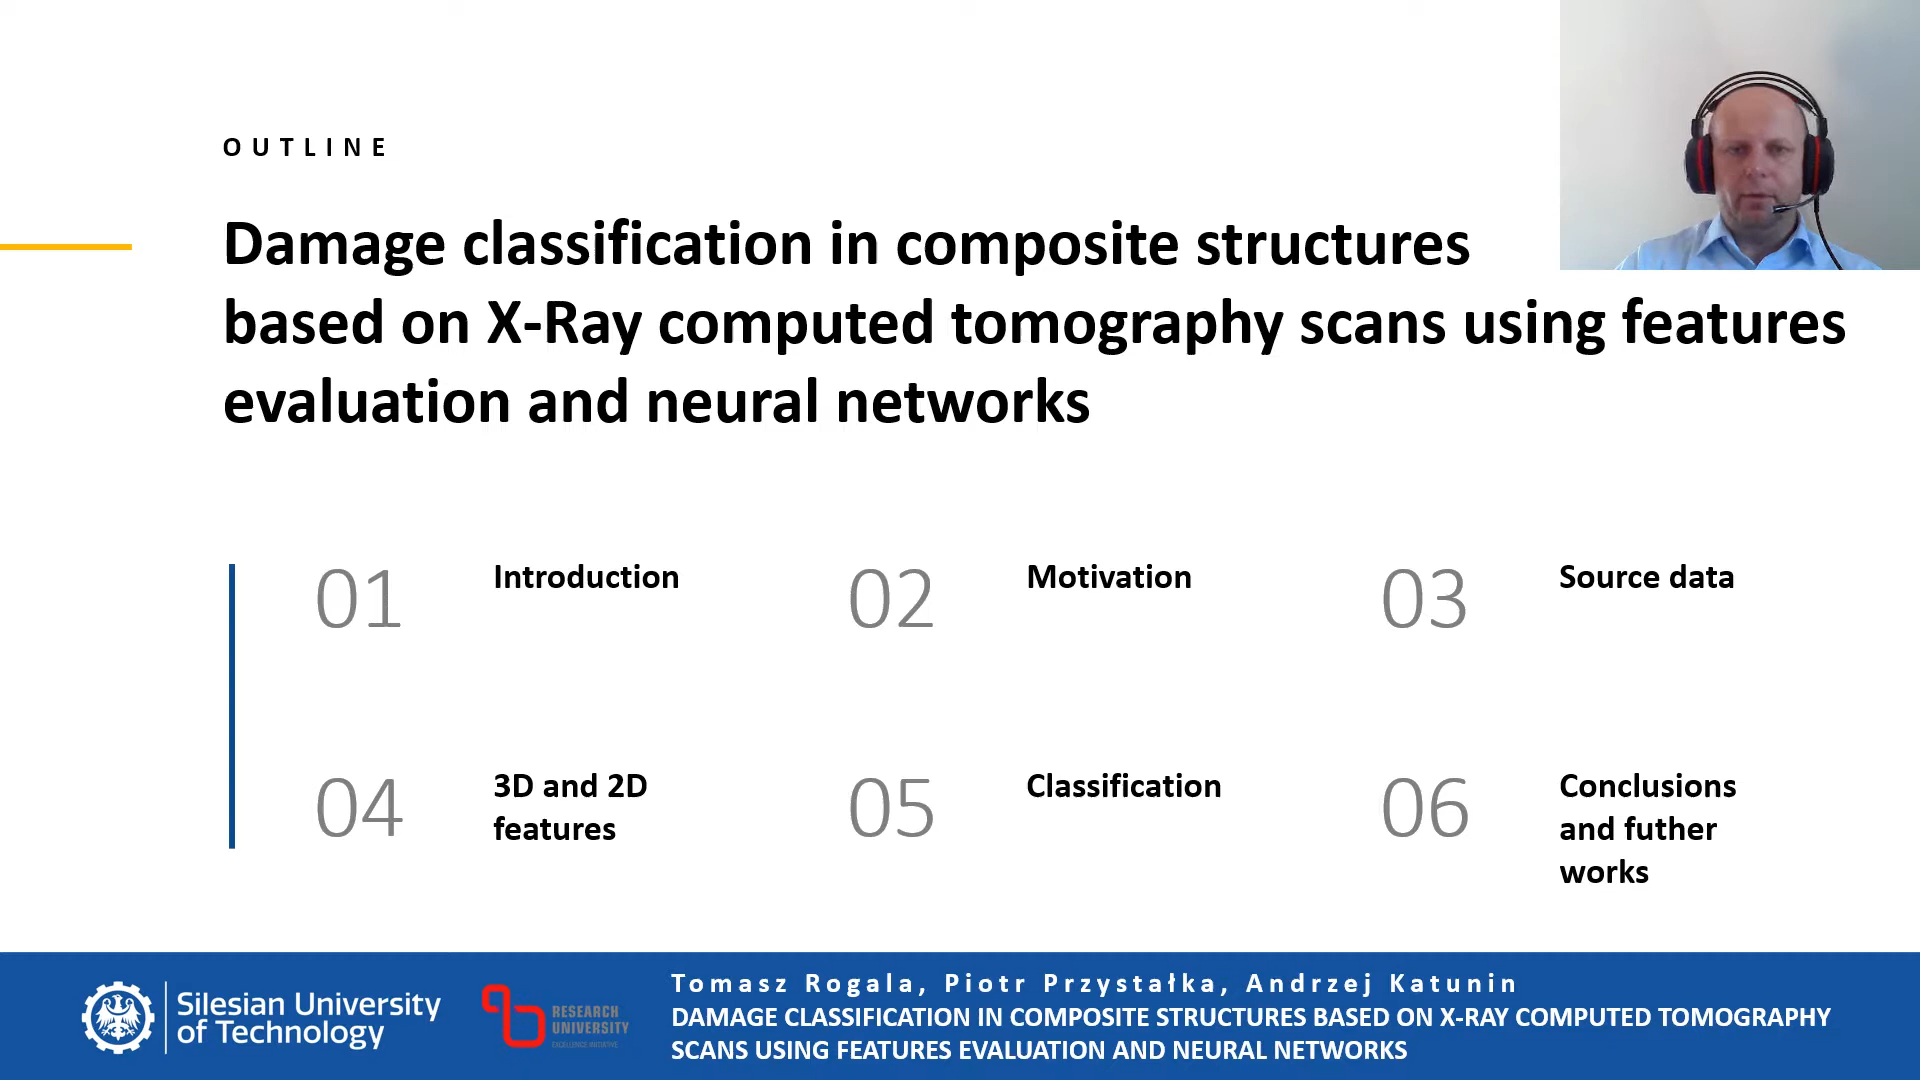 OUTLINE
Damage classification in composite structures
based on X-Ray computed tomography scans using features
evaluation and neural networks
01 Introduction
02 Motivation
03 Source data
04 3D and 2D
features
05 Classification
06 Conclusions
and futher
works
Silesian University
of Technology
RESEARCH
UNIVERSITY
EXCELLENCE INITIATIVE
Tomasz Rogala, Piotr Przystałka, Andrzej Katunin
DAMAGE CLASSIFICATION IN COMPOSITE STRUCTURES BASED ON X-RAY COMPUTED TOMOGRAPHY
SCANS USING FEATURES EVALUATION AND NEURAL NETWORKS